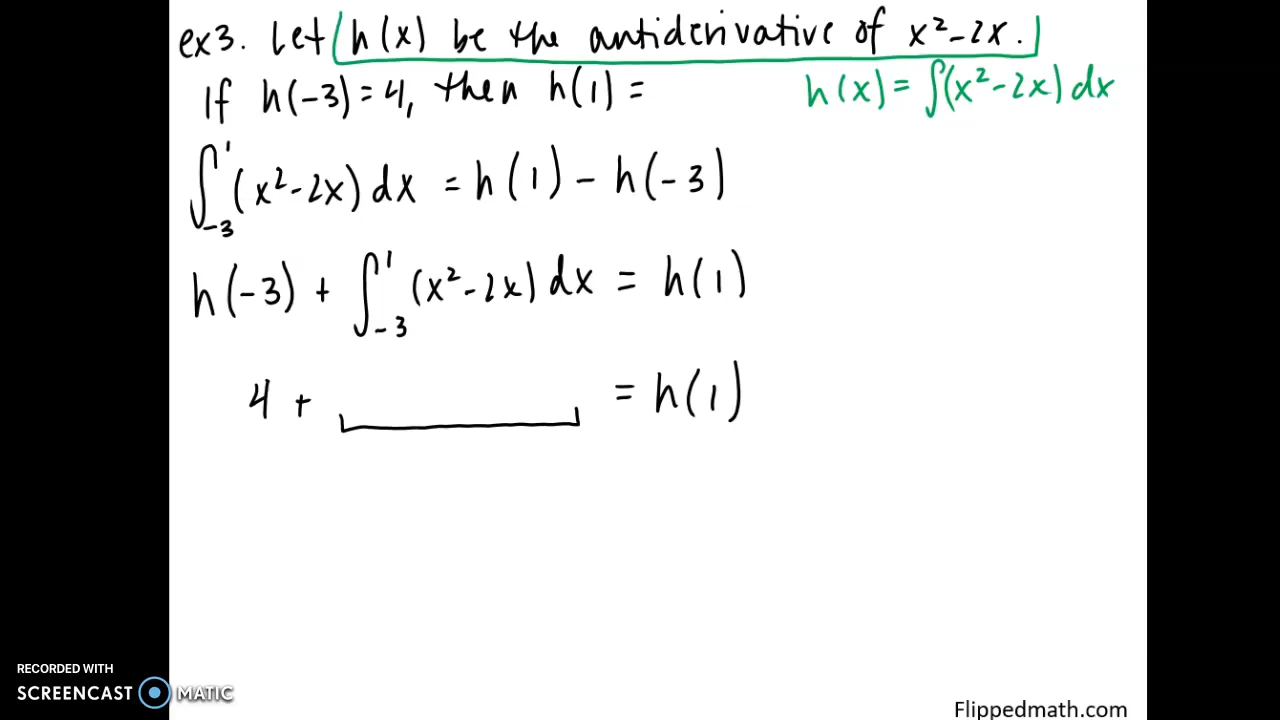 ex3. Let h(x) be the antiderivative of x²-2x.
If h(-3)=4, then h(1)=
h(x)=∫(x²-2x)dx
∫₋₃¹(x²-2x)dx = h(1)-h(-3)
h(-3)+∫₋₃¹(x²-2x)dx = h(1)
4 + = h(1)
RECORDED WITH
SCREENCAST MATIC
Flippedmath.com